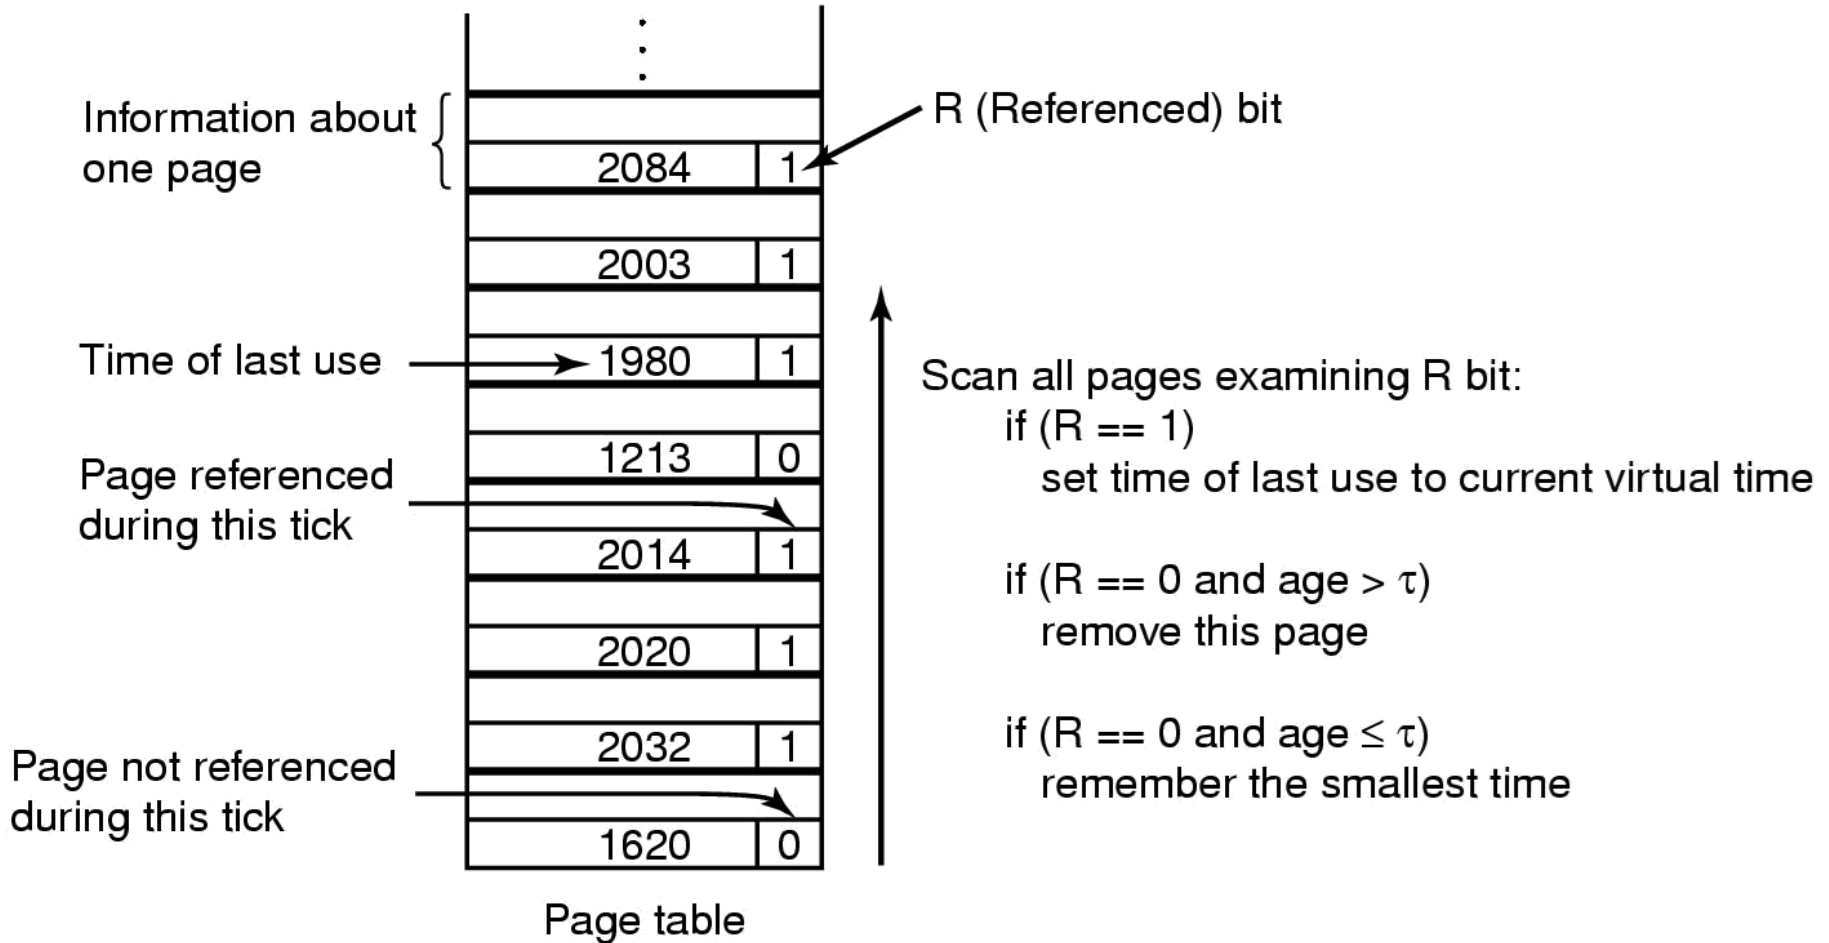 Information about
one page
R (Referenced) bit
2084 1
2003 1
Time of last use
1980 1
1213 0
Page referenced
during this tick
2014 1
2020 1
2032 1
Page not referenced
during this tick
1620 0
Page table
Scan all pages examining R bit:
if (R == 1)
set time of last use to current virtual time
if (R == 0 and age > τ)
remove this page
if (R == 0 and age ≤ τ)
remember the smallest time